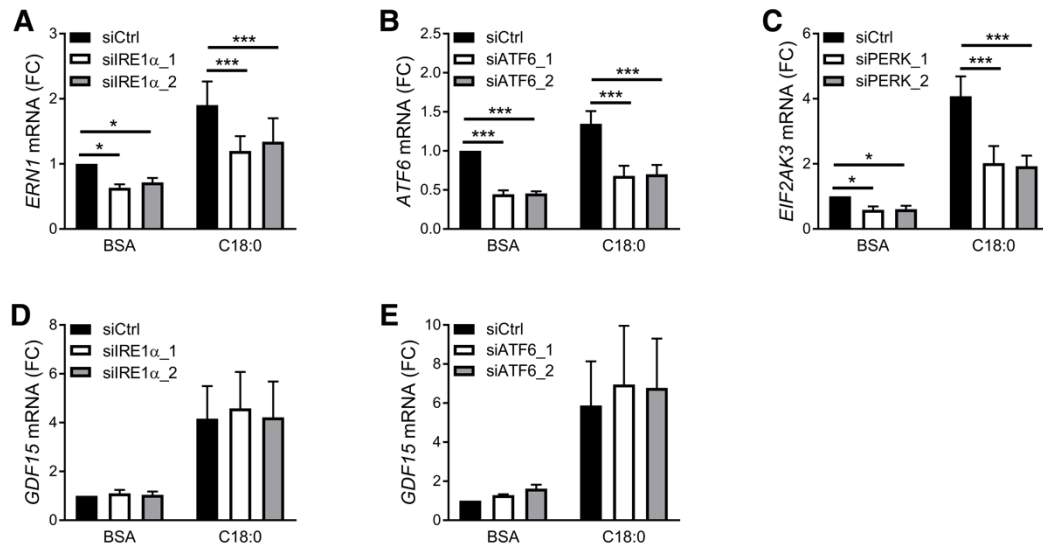 A
ERN1 mRNA (FC)
3
2
1
0
siCtrl
siIRE1α_1
siIRE1α_2
*
*
***
***
BSA
C18:0
B
ATF6 mRNA (FC)
2.5
2.0
1.5
1.0
0.5
0.0
siCtrl
siATF6_1
siATF6_2
***
***
***
***
BSA
C18:0
C
EIF2AK3 mRNA (FC)
6
4
2
0
siCtrl
siPERK_1
siPERK_2
*
*
***
***
BSA
C18:0
D
GDF15 mRNA (FC)
8
6
4
2
0
siCtrl
siIRE1α_1
siIRE1α_2
BSA
C18:0
E
GDF15 mRNA (FC)
10
8
6
4
2
0
siCtrl
siATF6_1
siATF6_2
BSA
C18:0